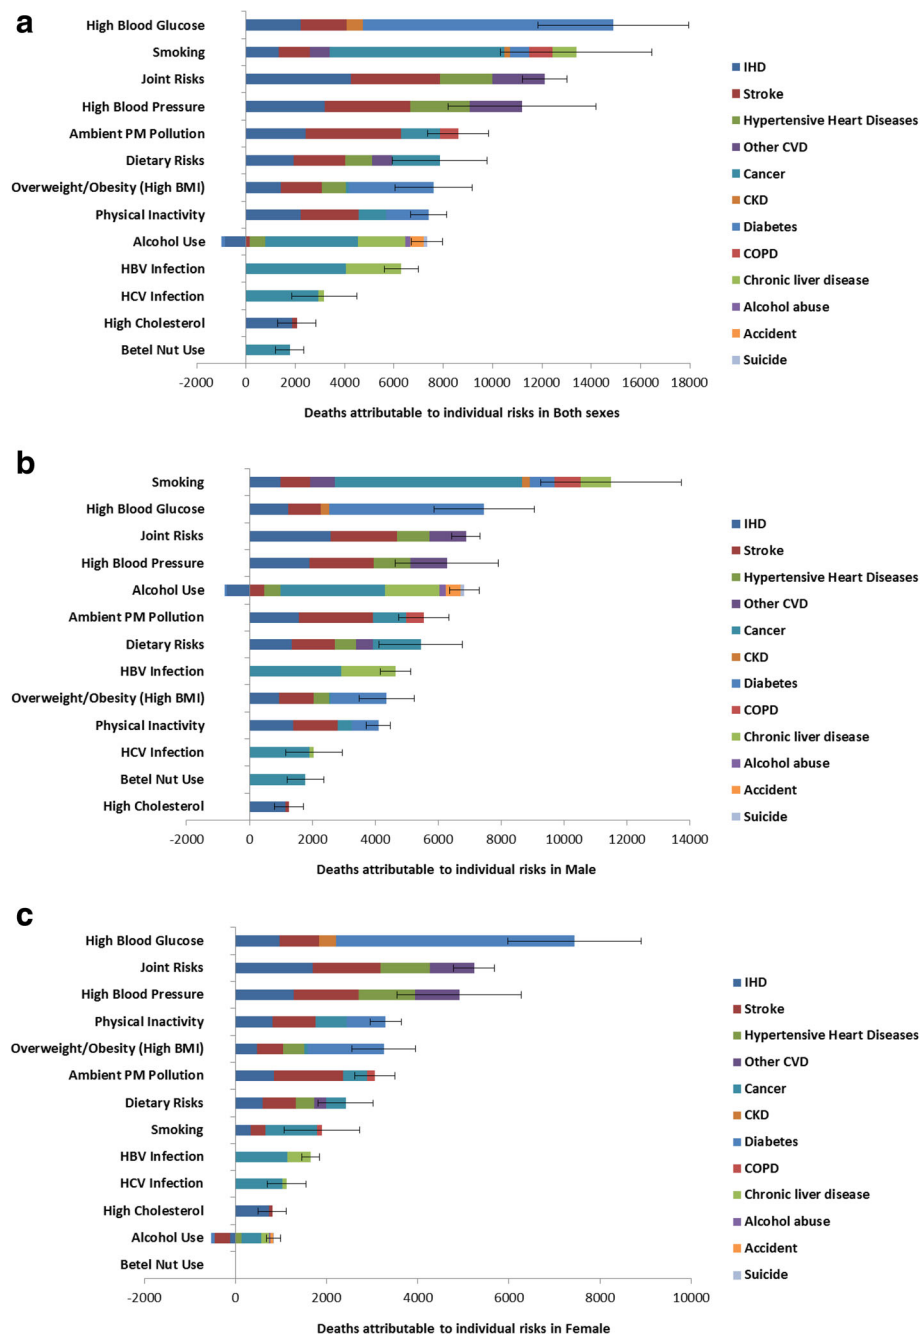 a
High Blood Glucose
Smoking
Joint Risks
High Blood Pressure
Ambient PM Pollution
Dietary Risks
Overweight/Obesity (High BMI)
Physical Inactivity
Alcohol Use
HBV Infection
HCV Infection
High Cholesterol
Betel Nut Use
-2000 0 2000 4000 6000 8000 10000 12000 14000 16000 18000
Deaths attributable to individual risks in Both sexes
IHD
Stroke
Hypertensive Heart Diseases
Other CVD
Cancer
CKD
Diabetes
COPD
Chronic liver disease
Alcohol abuse
Accident
Suicide
b
Smoking
High Blood Glucose
Joint Risks
High Blood Pressure
Alcohol Use
Ambient PM Pollution
Dietary Risks
HBV Infection
Overweight/Obesity (High BMI)
Physical Inactivity
HCV Infection
Betel Nut Use
High Cholesterol
-2000 0 2000 4000 6000 8000 10000 12000 14000
Deaths attributable to individual risks in Male
IHD
Stroke
Hypertensive Heart Diseases
Other CVD
Cancer
CKD
Diabetes
COPD
Chronic liver disease
Alcohol abuse
Accident
Suicide
c
High Blood Glucose
Joint Risks
High Blood Pressure
Physical Inactivity
Overweight/Obesity (High BMI)
Ambient PM Pollution
Dietary Risks
Smoking
HBV Infection
HCV Infection
High Cholesterol
Alcohol Use
Betel Nut Use
-2000 0 2000 4000 6000 8000 10000
Deaths attributable to individual risks in Female
IHD
Stroke
Hypertensive Heart Diseases
Other CVD
Cancer
CKD
Diabetes
COPD
Chronic liver disease
Alcohol abuse
Accident
Suicide